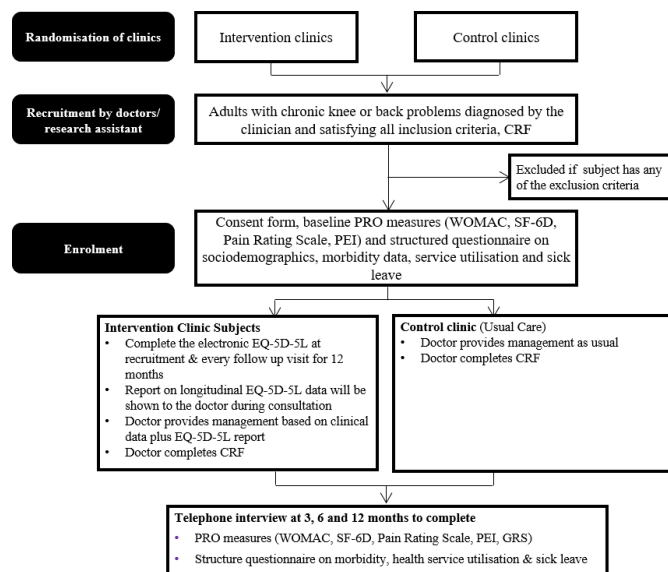 Randomisation of clinics
Intervention clinics
Control clinics
Recruitment by doctors/
research assistant
Adults with chronic knee or back problems diagnosed by the
clinician and satisfying all inclusion criteria, CRF
Excluded if subject has any
of the exclusion criteria
Enrolment
Consent form, baseline PRO measures (WOMAC, SF-6D,
Pain Rating Scale, PEI) and structured questionnaire on
sociodemographics, morbidity data, service utilisation and sick
leave
Intervention Clinic Subjects
• Complete the electronic EQ-5D-5L at
recruitment & every follow up visit for 12
months
• Report on longitudinal EQ-5D-5L data will be
shown to the doctor during consultation
• Doctor provides management based on clinical
data plus EQ-5D-5L report
• Doctor completes CRF
Control clinic (Usual Care)
• Doctor provides management as usual
• Doctor completes CRF
Telephone interview at 3, 6 and 12 months to complete
• PRO measures (WOMAC, SF-6D, Pain Rating Scale, PEI, GRS)
• Structure questionnaire on morbidity, health service utilisation & sick leave